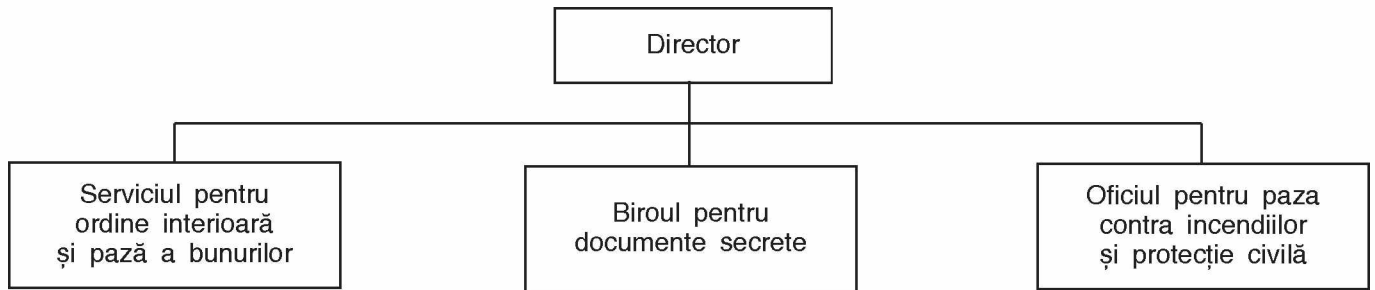 Director
Serviciul pentru
ordine interioară
și pază a bunurilor
Biroul pentru
documente secrete
Oficiul pentru paza
contra incendiilor
și protecție civilă